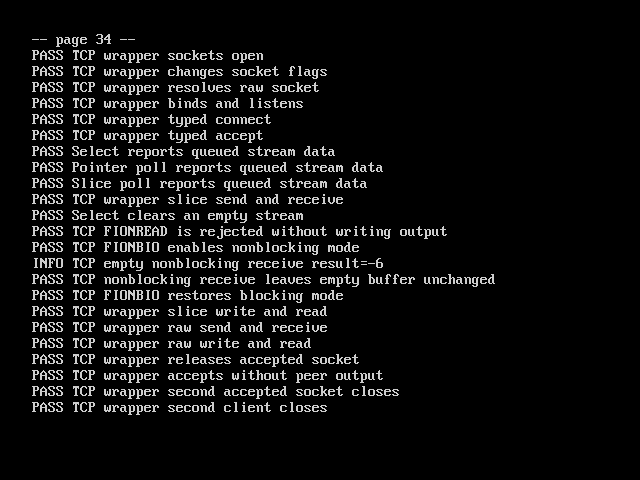 -- page 34 --
PASS TCP wrapper sockets open
PASS TCP wrapper changes socket flags
PASS TCP wrapper resolves raw socket
PASS TCP wrapper binds and listens
PASS TCP wrapper typed connect
PASS TCP wrapper typed accept
PASS Select reports queued stream data
PASS Pointer poll reports queued stream data
PASS Slice poll reports queued stream data
PASS TCP wrapper slice send and receive
PASS Select clears an empty stream
PASS TCP FIONREAD is rejected without writing output
PASS TCP FIONBIO enables nonblocking mode
INFO TCP empty nonblocking receive result=-6
PASS TCP nonblocking receive leaves empty buffer unchanged
PASS TCP FIONBIO restores blocking mode
PASS TCP wrapper slice write and read
PASS TCP wrapper raw send and receive
PASS TCP wrapper raw write and read
PASS TCP wrapper releases accepted socket
PASS TCP wrapper accepts without peer output
PASS TCP wrapper second accepted socket closes
PASS TCP wrapper second client closes